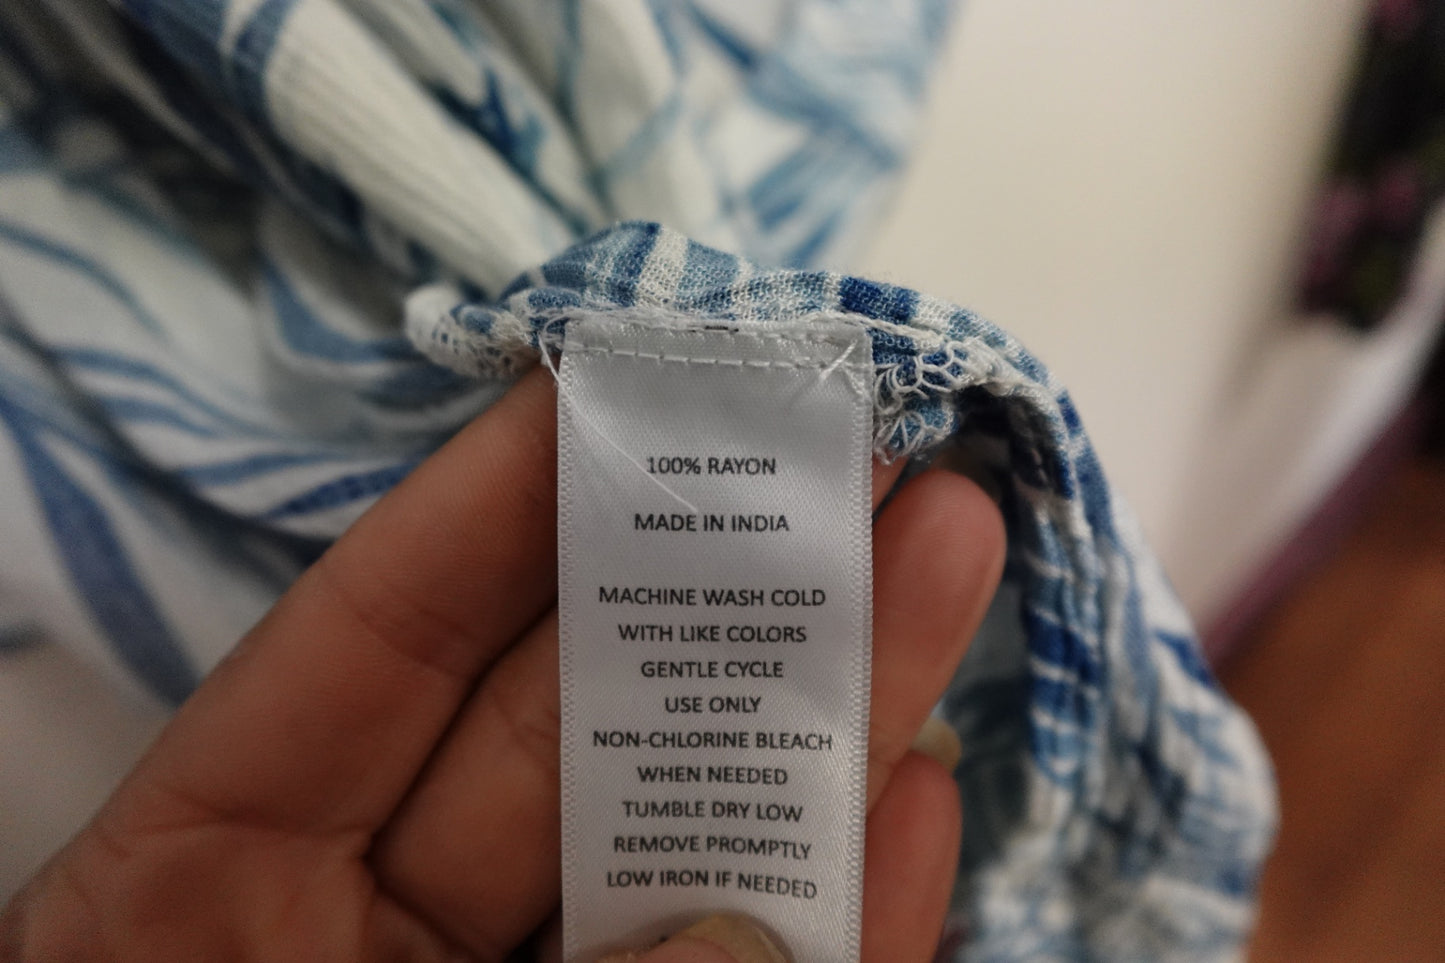 100% RAYON
MADE IN INDIA
MACHINE WASH COLD
WITH LIKE COLORS
GENTLE CYCLE
USE ONLY
NON-CHLORINE BLEACH
WHEN NEEDED
TUMBLE DRY LOW
REMOVE PROMPTLY
LOW IRON IF NEEDED